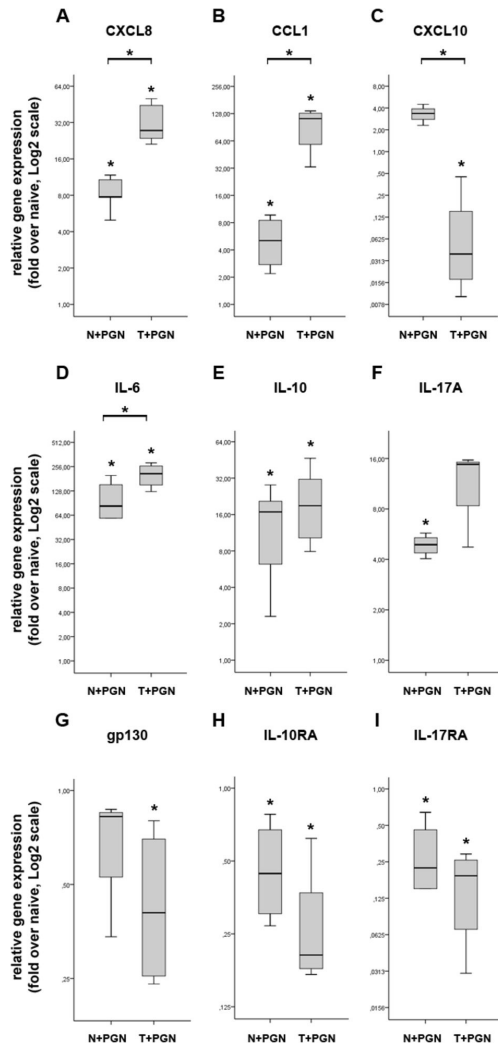 A
CXCL8
*
relative gene expression
(fold over naive, Log2 scale)
64,00
32,00
16,00
8,00
4,00
2,00
1,00
*
*
N+PGN
T+PGN
B
CCL1
*
256,00
128,00
64,00
32,00
16,00
8,00
4,00
2,00
1,00
*
*
N+PGN
T+PGN
C
CXCL10
*
8,00
4,00
2,00
1,00
,50
,25
,125
,0625
,0313
,0156
,0078
*
N+PGN
T+PGN
D
IL-6
*
relative gene expression
(fold over naive, Log2 scale)
512,00
256,00
128,00
64,00
32,00
16,00
8,00
4,00
2,00
1,00
*
*
N+PGN
T+PGN
E
IL-10
64,00
32,00
16,00
8,00
4,00
2,00
1,00
*
*
N+PGN
T+PGN
F
IL-17A
16,00
8,00
4,00
2,00
1,00
*
N+PGN
T+PGN
G
gp130
relative gene expression
(fold over naive, Log2 scale)
1,00
,50
,25
*
N+PGN
T+PGN
H
IL-10RA
1,00
,50
,25
,125
*
*
N+PGN
T+PGN
I
IL-17RA
1,00
,50
,25
,125
,0625
,0313
,0156
*
*
N+PGN
T+PGN